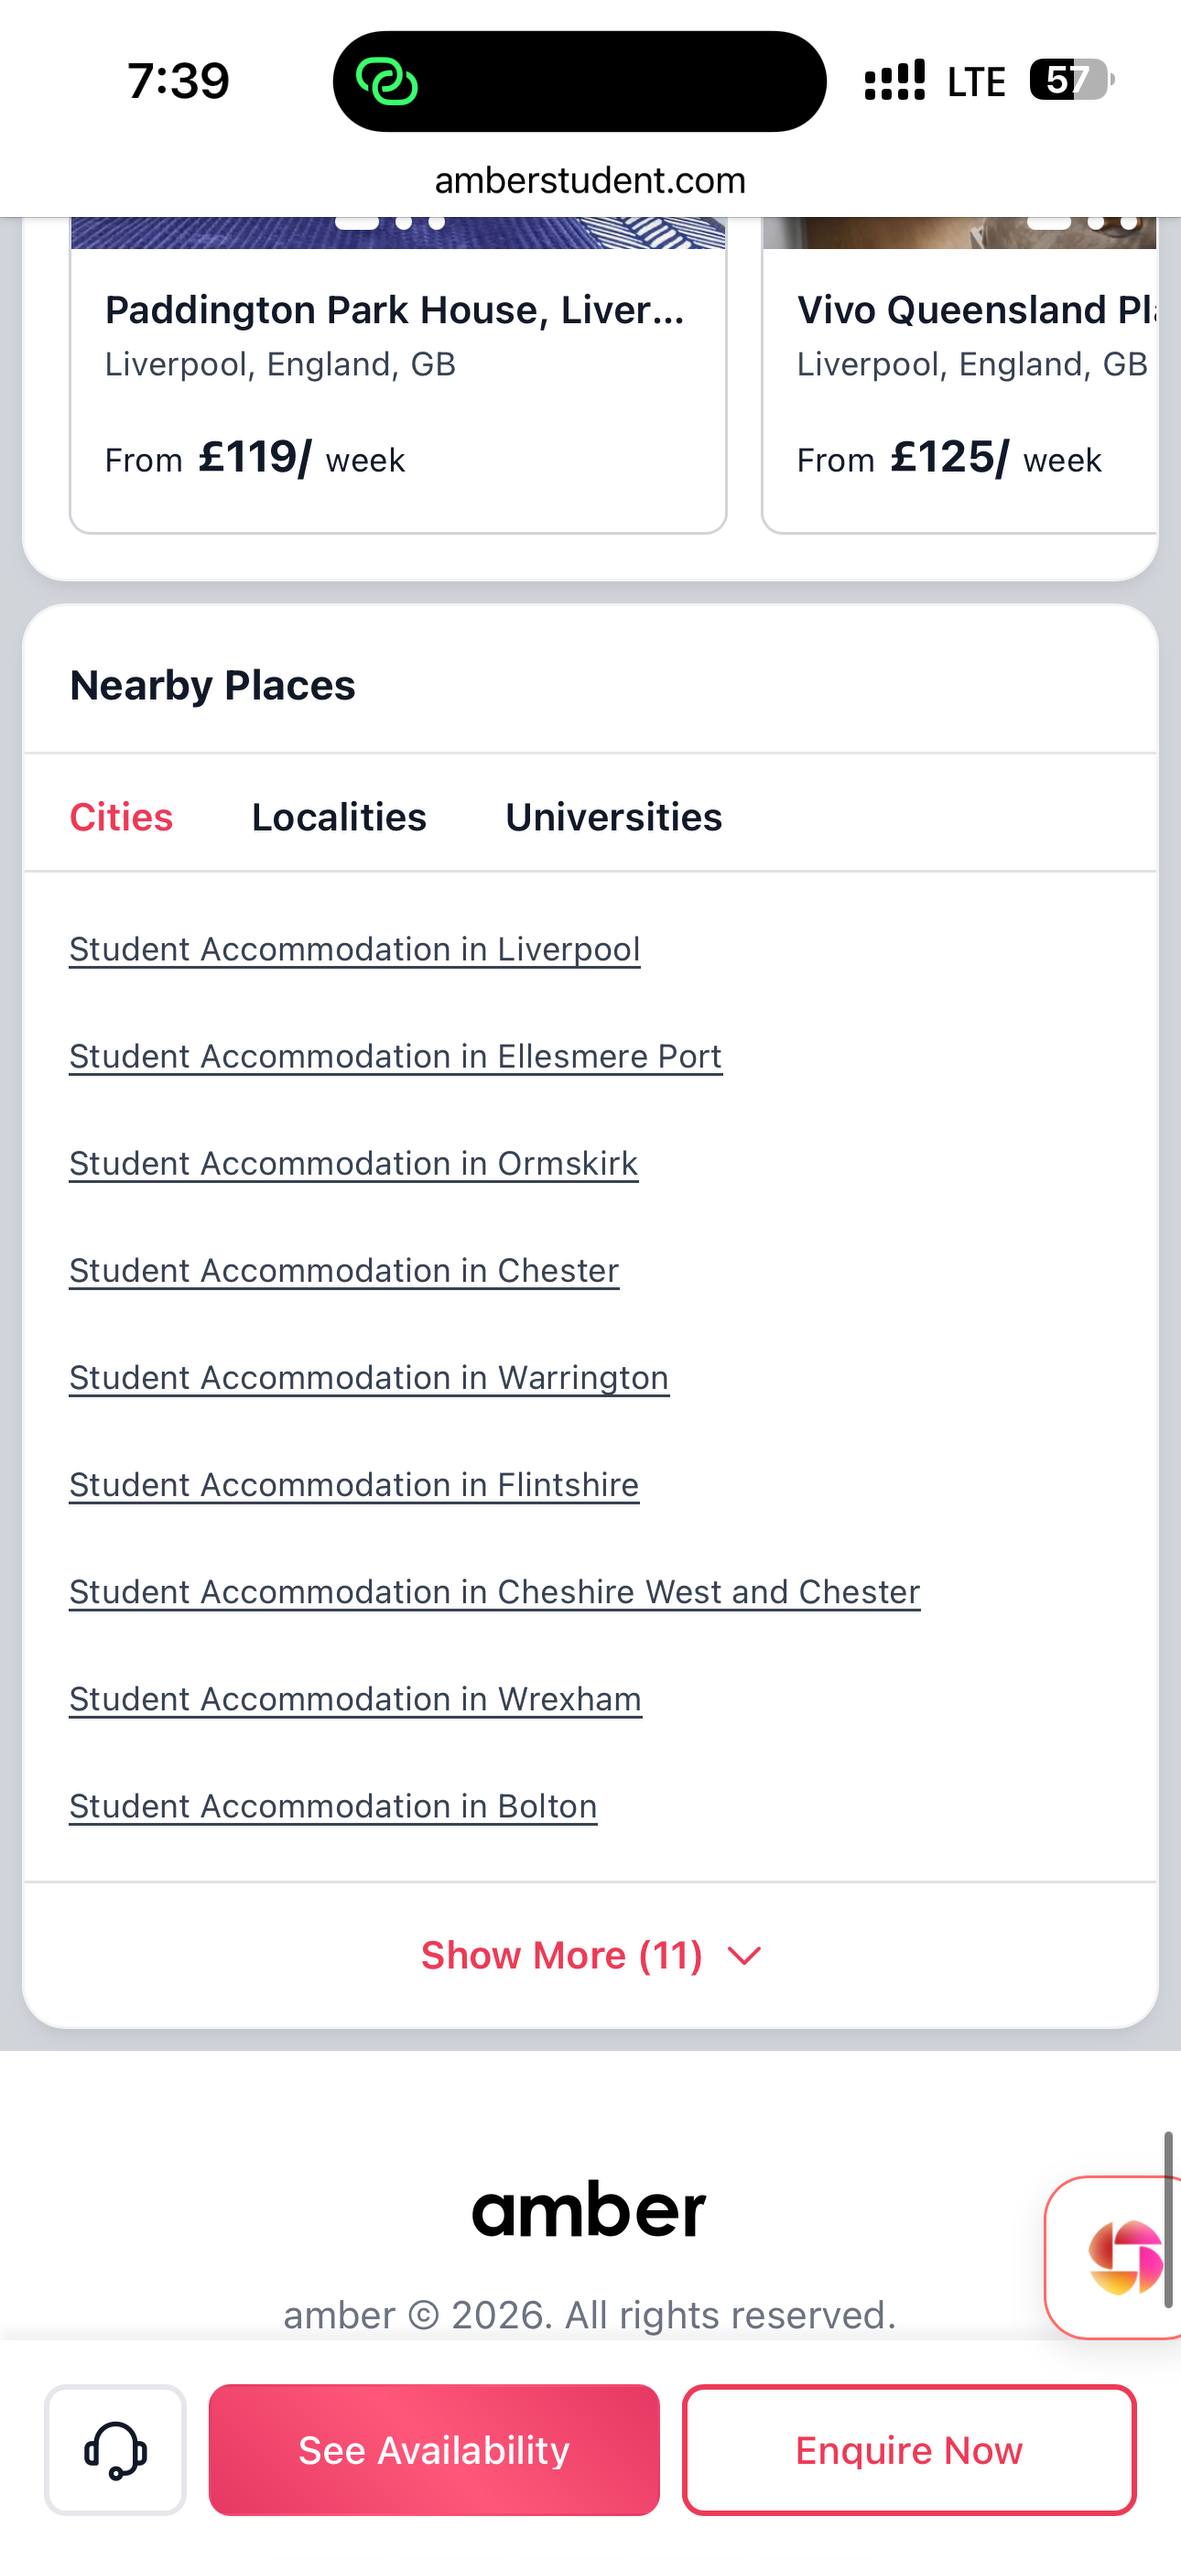 7:39
LTE
57
amberstudent.com
Paddington Park House, Liver...
Liverpool, England, GB
From £119/ week
Vivo Queensland
Liverpool, England, GB
From £125/ week
Nearby Places
Cities Localities Universities
Student Accommodation in Liverpool
Student Accommodation in Ellesmere Port
Student Accommodation in Ormskirk
Student Accommodation in Chester
Student Accommodation in Warrington
Student Accommodation in Flintshire
Student Accommodation in Cheshire West and Chester
Student Accommodation in Wrexham
Student Accommodation in Bolton
Show More (11)
amber
amber © 2026. All rights reserved.
See Availability
Enquire Now